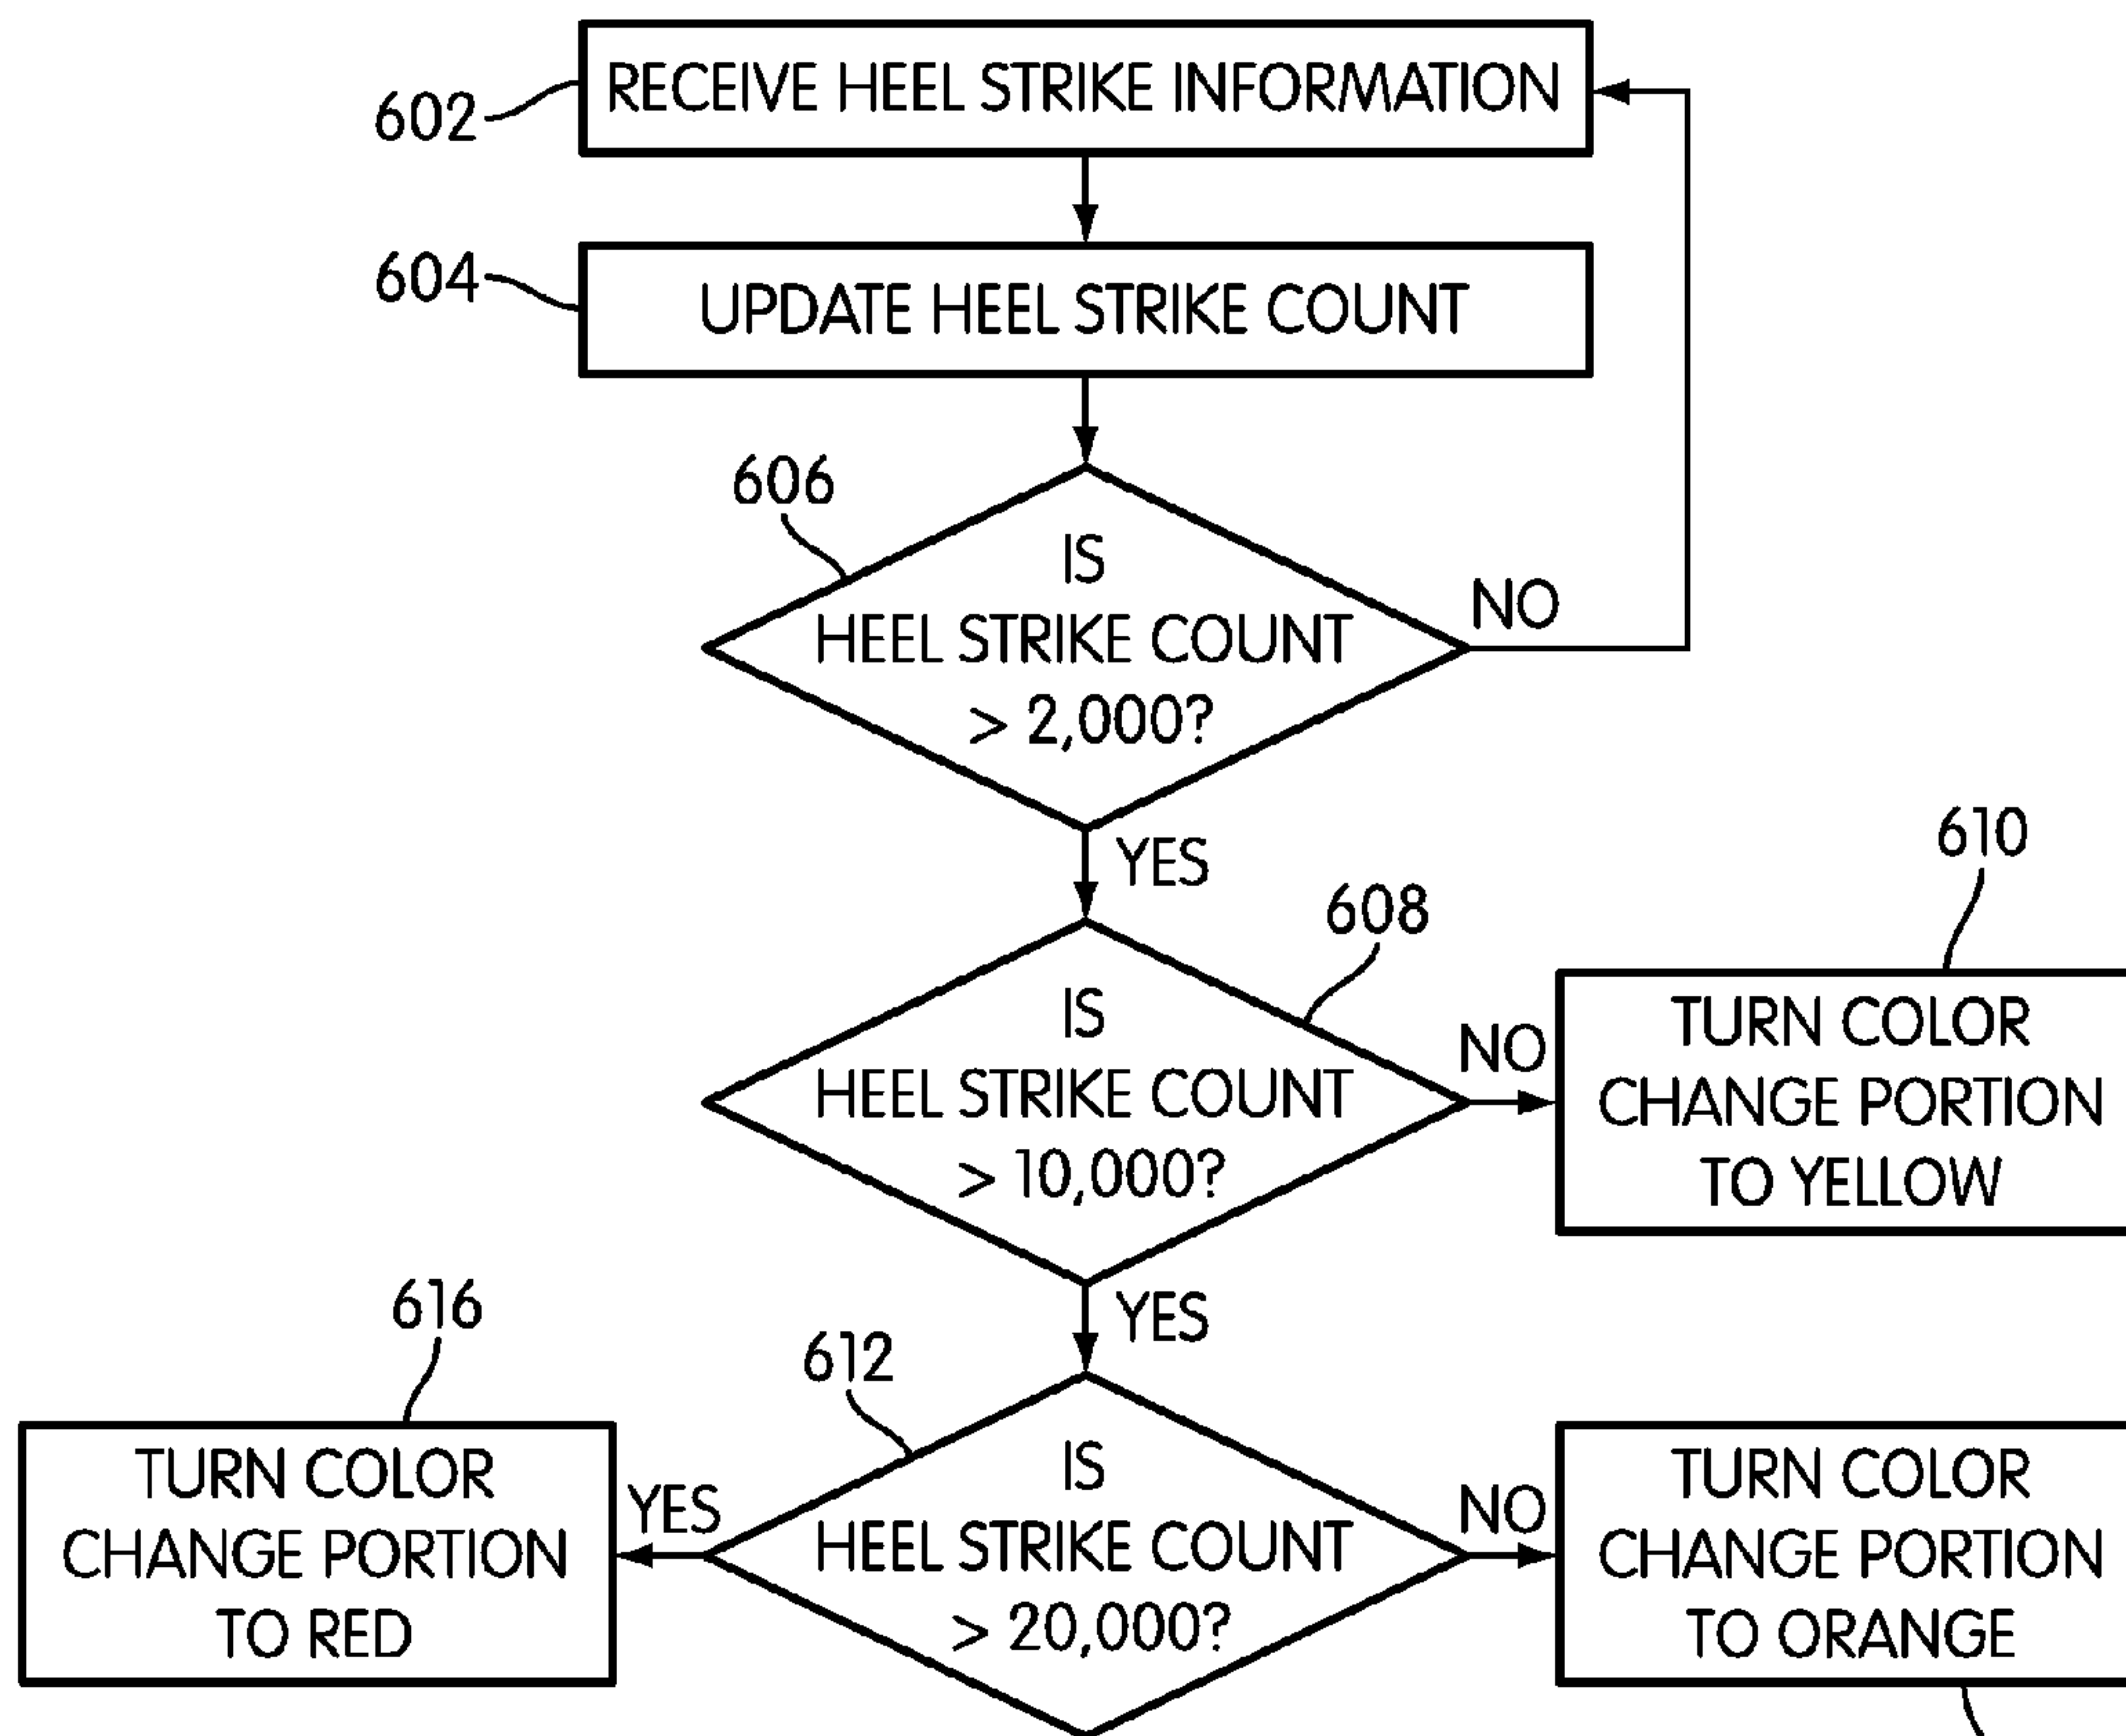 RECEIVE HEEL STRIKE INFORMATION
602
604
UPDATE HEEL STRIKE COUNT
606
IS
HEEL STRIKE COUNT
> 2,000?
NO
YES
610
608
IS
HEEL STRIKE COUNT
> 10,000?
NO
TURN COLOR
CHANGE PORTION
TO YELLOW
YES
616
612
TURN COLOR
CHANGE PORTION
TO RED
YES
IS
HEEL STRIKE COUNT
> 20,000?
NO
TURN COLOR
CHANGE PORTION
TO ORANGE